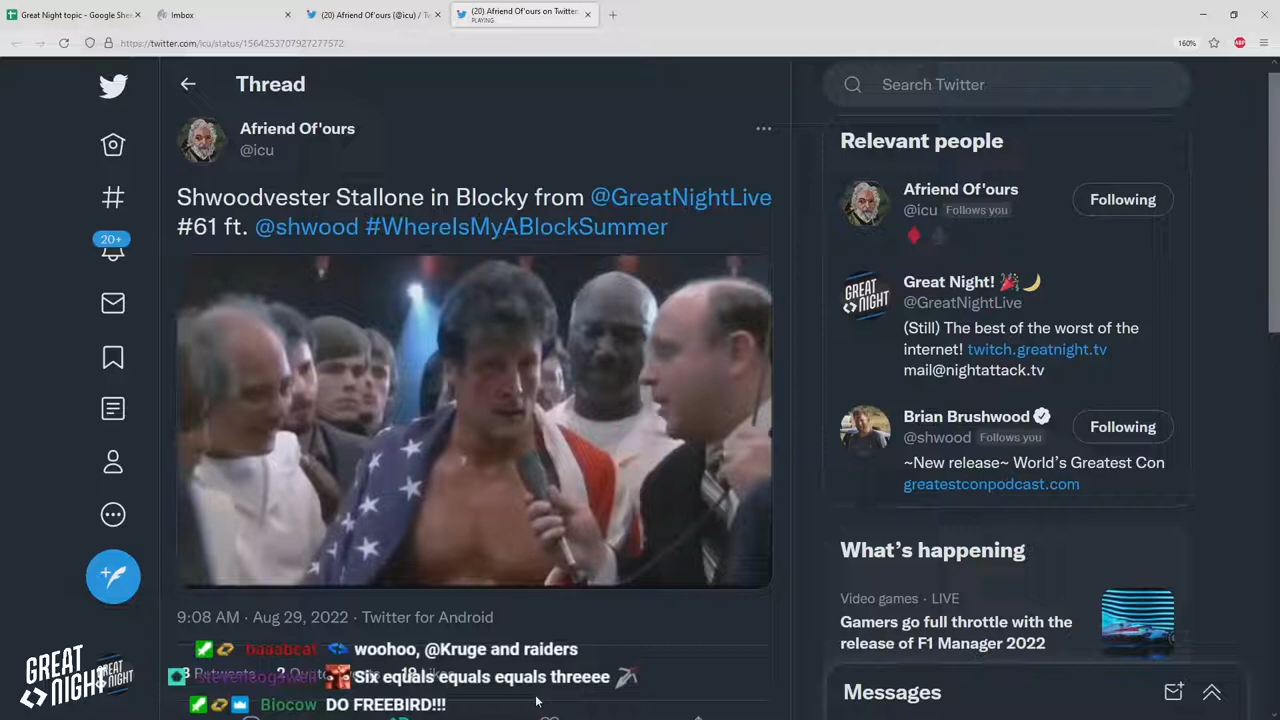 Great Night topic - Google She
Imbox
(20) Afriend Of'ours (@icu) / Tw
(20) Afriend Of'ours on Twitter
PLAYING
https://twitter.com/icu/status/1564253707927277572
160%
ABP
Thread
Search Twitter
Afriend Of'ours
@icu
Shwoodvester Stallone in Blocky from @GreatNightLive
#61 ft. @shwood #WhereIsMyABlockSummer
20+
9:08 AM · Aug 29, 2022 · Twitter for Android
baaabcat woohoo, @Kruge and raiders
Six equals equals equals threeee
Biocow DO FREEBIRD!!!
GREAT
NIGHT
Relevant people
Afriend Of'ours
@icu Follows you
Following
Great Night!
@GreatNightLive
(Still) The best of the worst of the
internet! twitch.greatnight.tv
mail@nightattack.tv
Brian Brushwood
@shwood Follows you
Following
~New release~ World's Greatest Con
greatestconpodcast.com
What's happening
Video games · LIVE
Gamers go full throttle with the
release of F1 Manager 2022
Messages